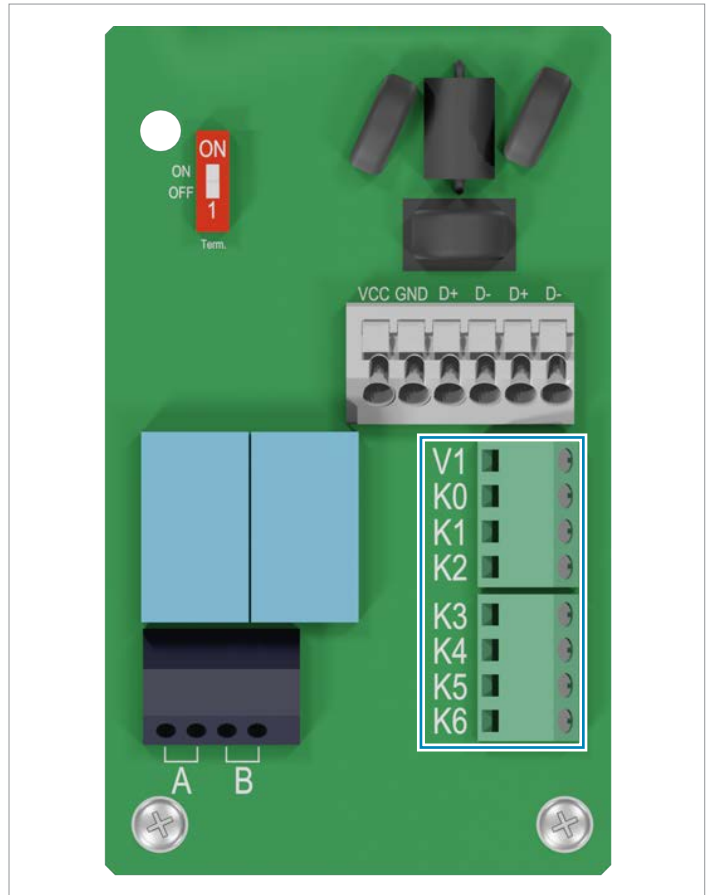 ON
ON
OFF
1
Term.
VCC GND D+ D- D+ D-
V1
K0
K1
K2
K3
K4
K5
K6
A B